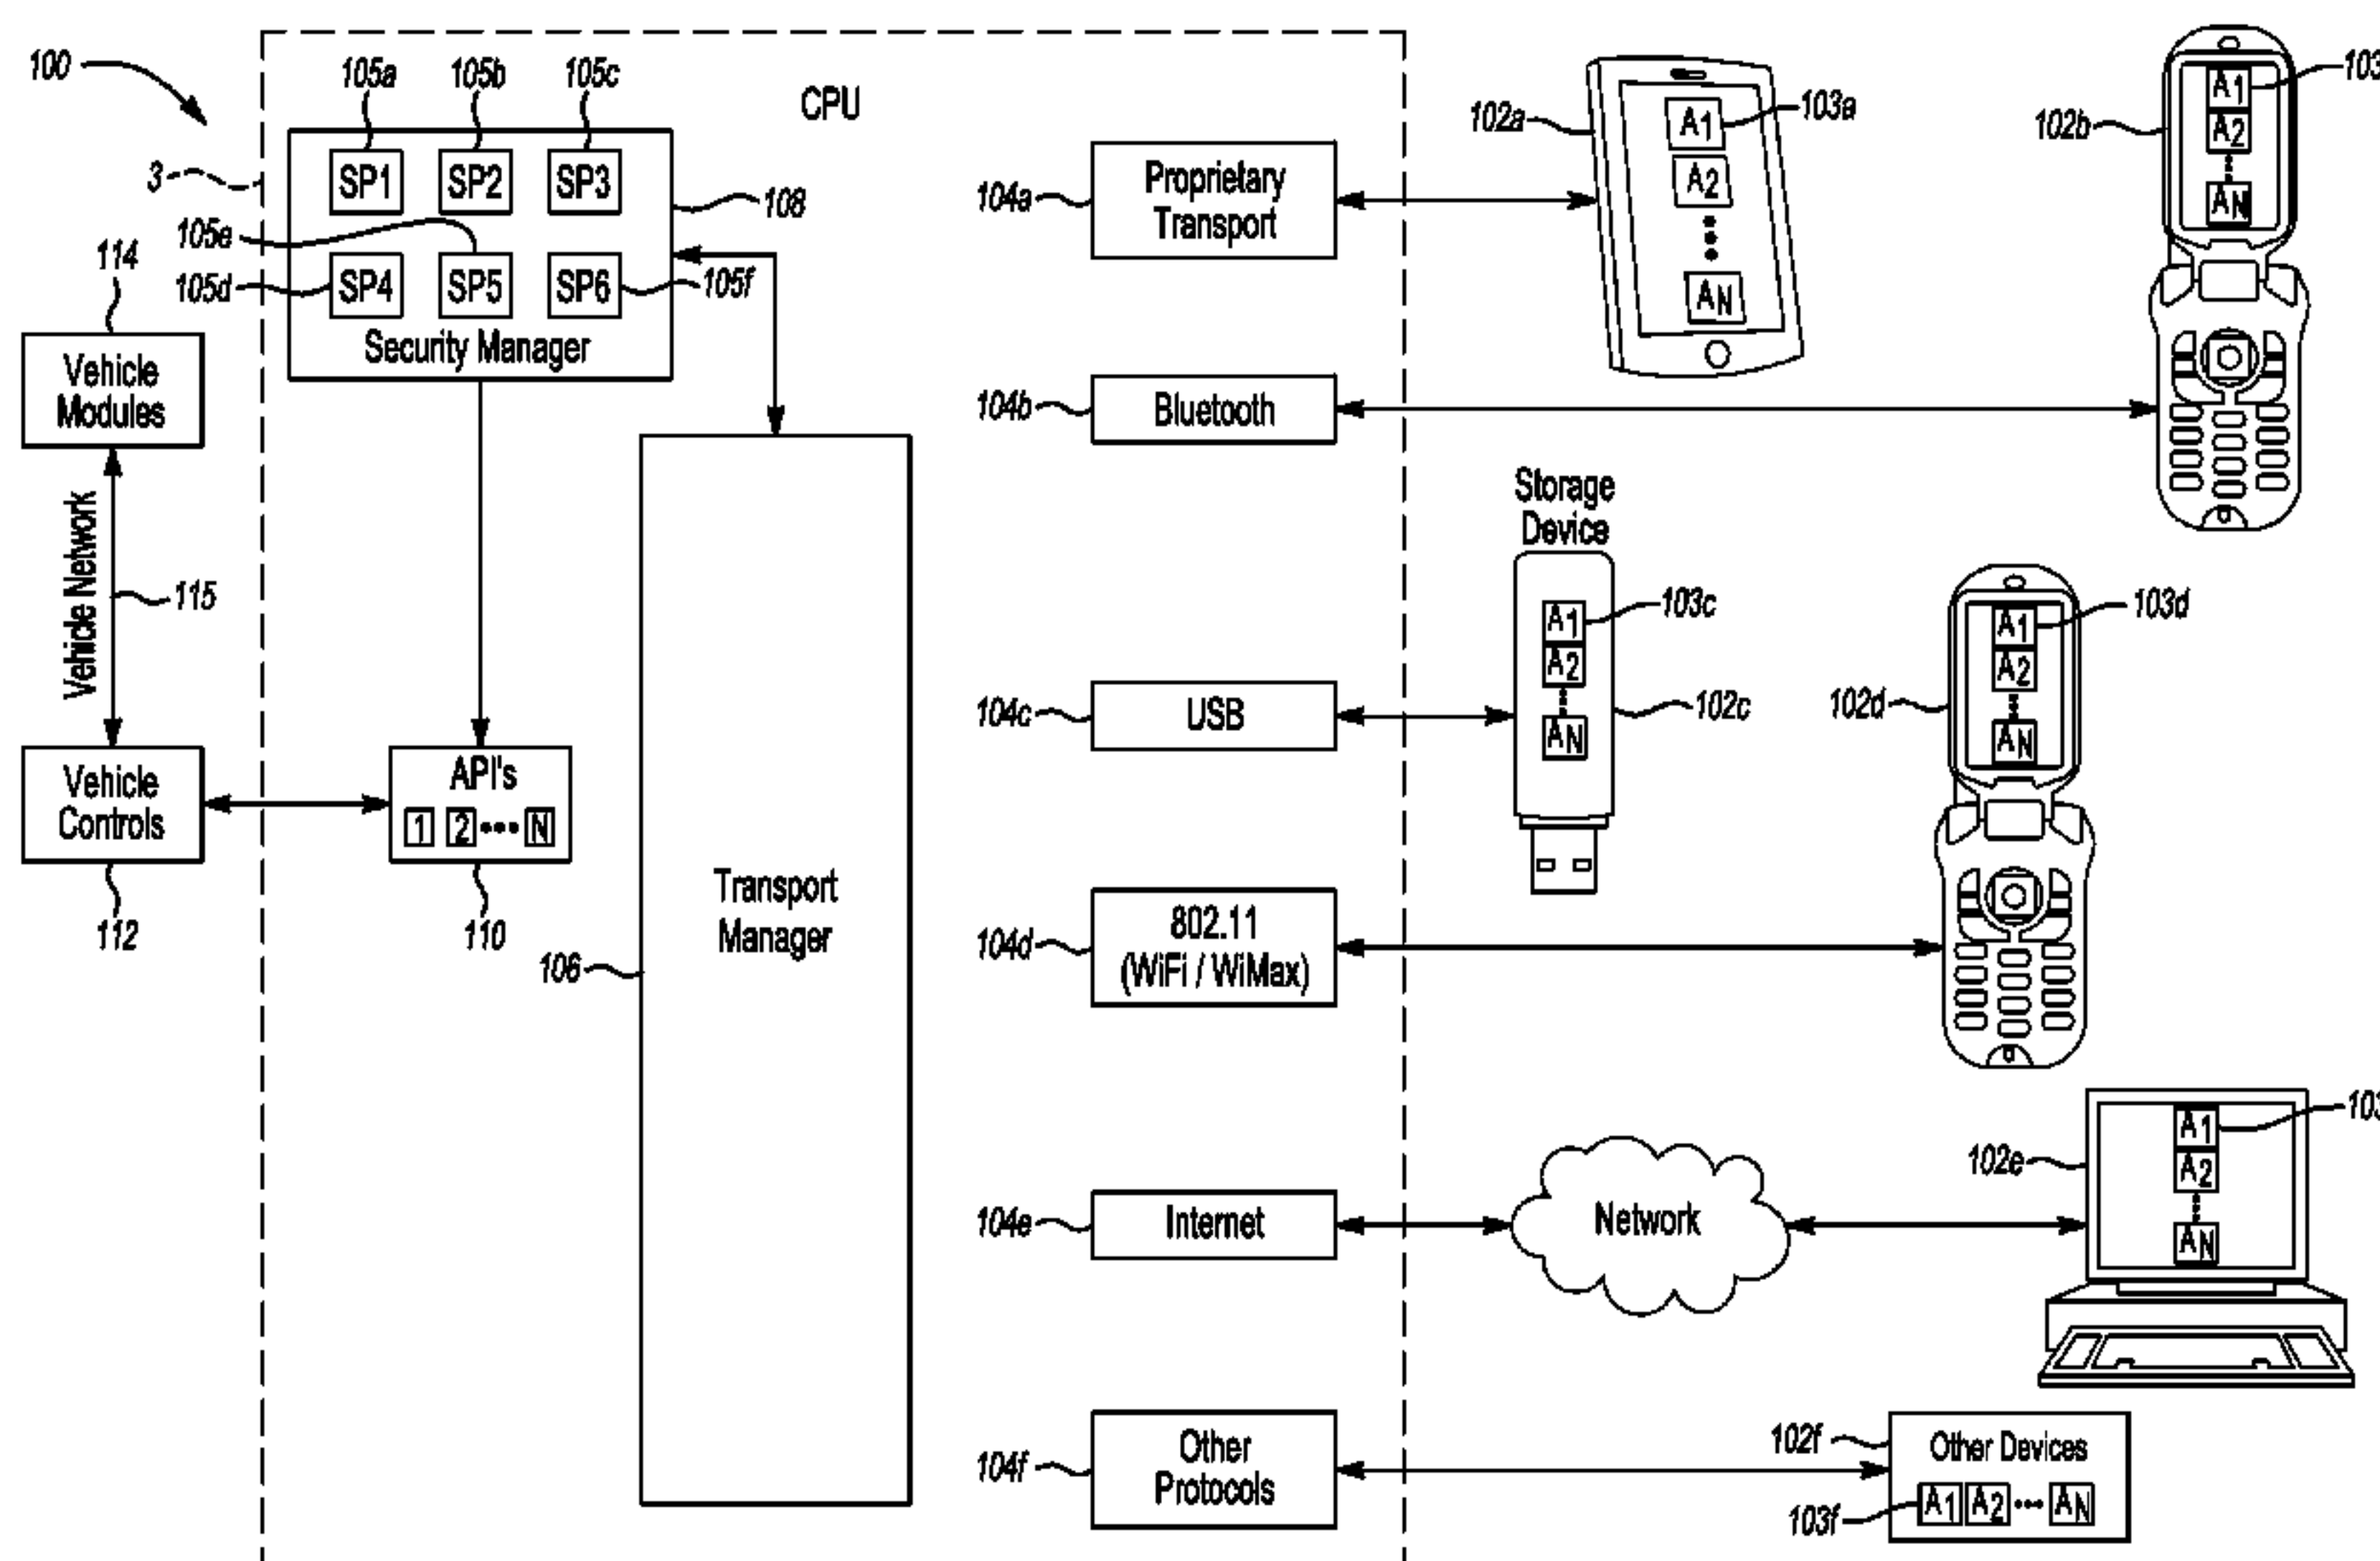 100
3
105a 105b 105c
CPU
SP1 SP2 SP3
108
105e
105d
SP4 SP5 SP6
105f
Security Manager
114
Vehicle
Modules
Vehicle Network
115
Vehicle
Controls
112
API's
1 2 ••• N
110
Transport
Manager
106
104a
Proprietary
Transport
102a
A1
103a
A2
AN
102b
A1
103
A2
AN
104b
Bluetooth
Storage
Device
104c
USB
A1
103c
A2
AN
102c
104d
802.11
(WiFi / WiMax)
102d
A1
103d
A2
AN
104e
Internet
Network
102e
A1
103
A2
AN
104f
Other
Protocols
102f
Other Devices
103f
A1 A2 ••• AN